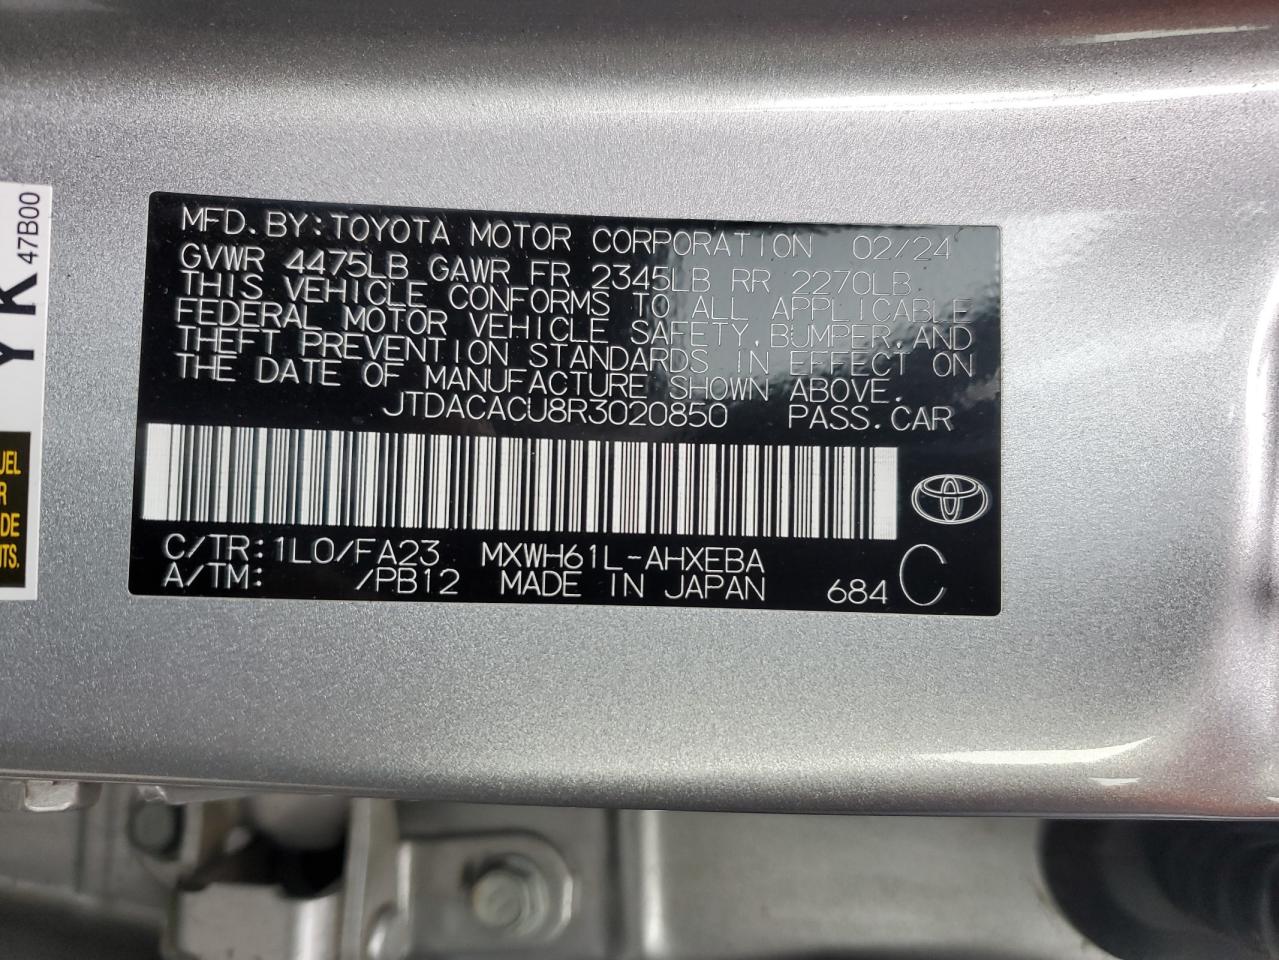 MFD.BY:TOYOTA MOTOR CORPORATION 02/24
GVWR 4475LB GAWR FR 2345LB RR 2270LB
THIS VEHICLE CONFORMS TO ALL APPLICABLE
FEDERAL MOTOR VEHICLE SAFETY,BUMPER,AND
THEFT PREVENTION STANDARDS IN EFFECT ON
THE DATE OF MANUFACTURE SHOWN ABOVE.
JTDACACU8R3020850 PASS.CAR
C/TR:1L0/FA23 MXWH61L-AHXEBA
A/TM: /PB12 MADE IN JAPAN 684 C
YK 47B00